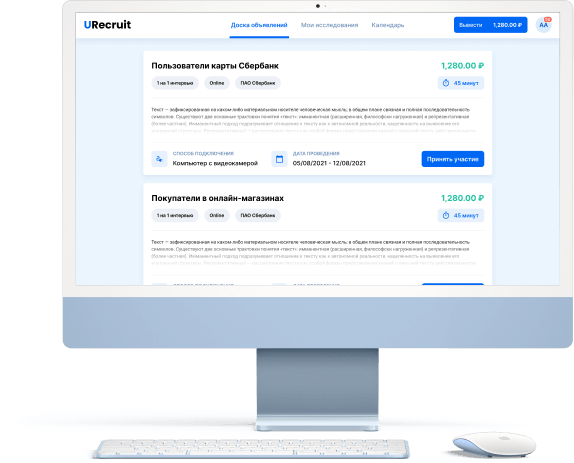 URecruit
Доска объявлений
Мои исследования
Календарь
Вывести 1,280.00 ₽
AA
Пользователи карты Сбербанк
1,280.00 ₽
1 на 1 интервью
Online
ПАО Сбербанк
45 минут
Текст — зафиксированная на каком-либо материальном носителе человеческая мысль; в общем плане связная и полная последовательность
символов. Существуют две основные трактовки понятия «текст»: имманентная (расширенная, философски нагруженная) и репрезентативная
(более частная). Имманентный подход подразумевает отношение к тексту как к автономной реальности, нацеленность на выявление его
СПОСОБ ПОДКЛЮЧЕНИЯ
Компьютер с видеокамерой
ДАТА ПРОВЕДЕНИЯ
05/08/2021 - 12/08/2021
Принять участие
Покупатели в онлайн-магазинах
1,280.00 ₽
1 на 1 интервью
Online
ПАО Сбербанк
45 минут
Текст — зафиксированная на каком-либо материальном носителе человеческая мысль; в общем плане связная и полная последовательность
символов. Существуют две основные трактовки понятия «текст»: имманентная (расширенная, философски нагруженная) и репрезентативная
(более частная). Имманентный подход подразумевает отношение к тексту как к автономной реальности, нацеленность на выявление его